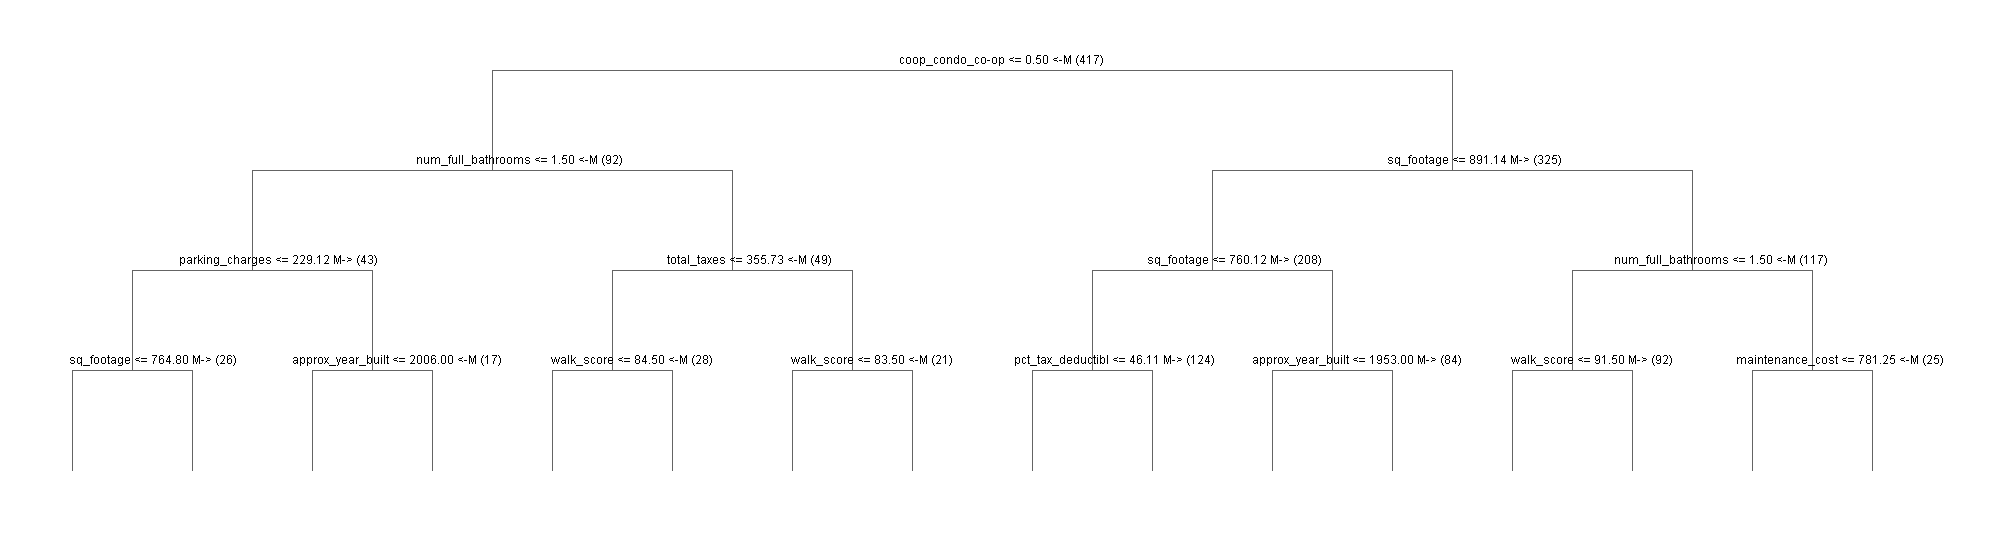 coop_condo_co-op <= 0.50 <-M (417)
num_full_bathrooms <= 1.50 <-M (92)
sq_footage <= 891.14 M-> (325)
parking_charges <= 229.12 M-> (43)
total_taxes <= 355.73 <-M (49)
sq_footage <= 760.12 M-> (208)
num_full_bathrooms <= 1.50 <-M (117)
sq_footage <= 764.80 M-> (26)
approx_year_built <= 2006.00 <-M (17)
walk_score <= 84.50 <-M (28)
walk_score <= 83.50 <-M (21)
pct_tax_deductibl <= 46.11 M-> (124)
approx_year_built <= 1953.00 M-> (84)
walk_score <= 91.50 M-> (92)
maintenance_cost <= 781.25 <-M (25)